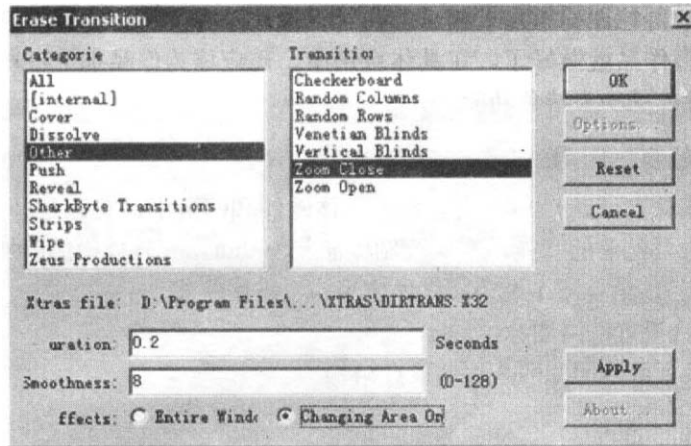 Erase Transition
Categorie
All
[internal]
Cover
Dissolve
Other
Push
Reveal
SharkByte Transitions
Strips
Wipe
Zeus Productions
Transition
Checkerboard
Random Columns
Random Rows
Venetian Blinds
Vertical Blinds
Zoom Close
Zoom Open
OK
Options...
Reset
Cancel
Xtras file: D:\Program Files\...\XTRAS\DIRTRANS.X32
uration: 0.2 Seconds
Smoothness: 8 (0-128)
ffects: Entire Windo Changing Area On
Apply
About...